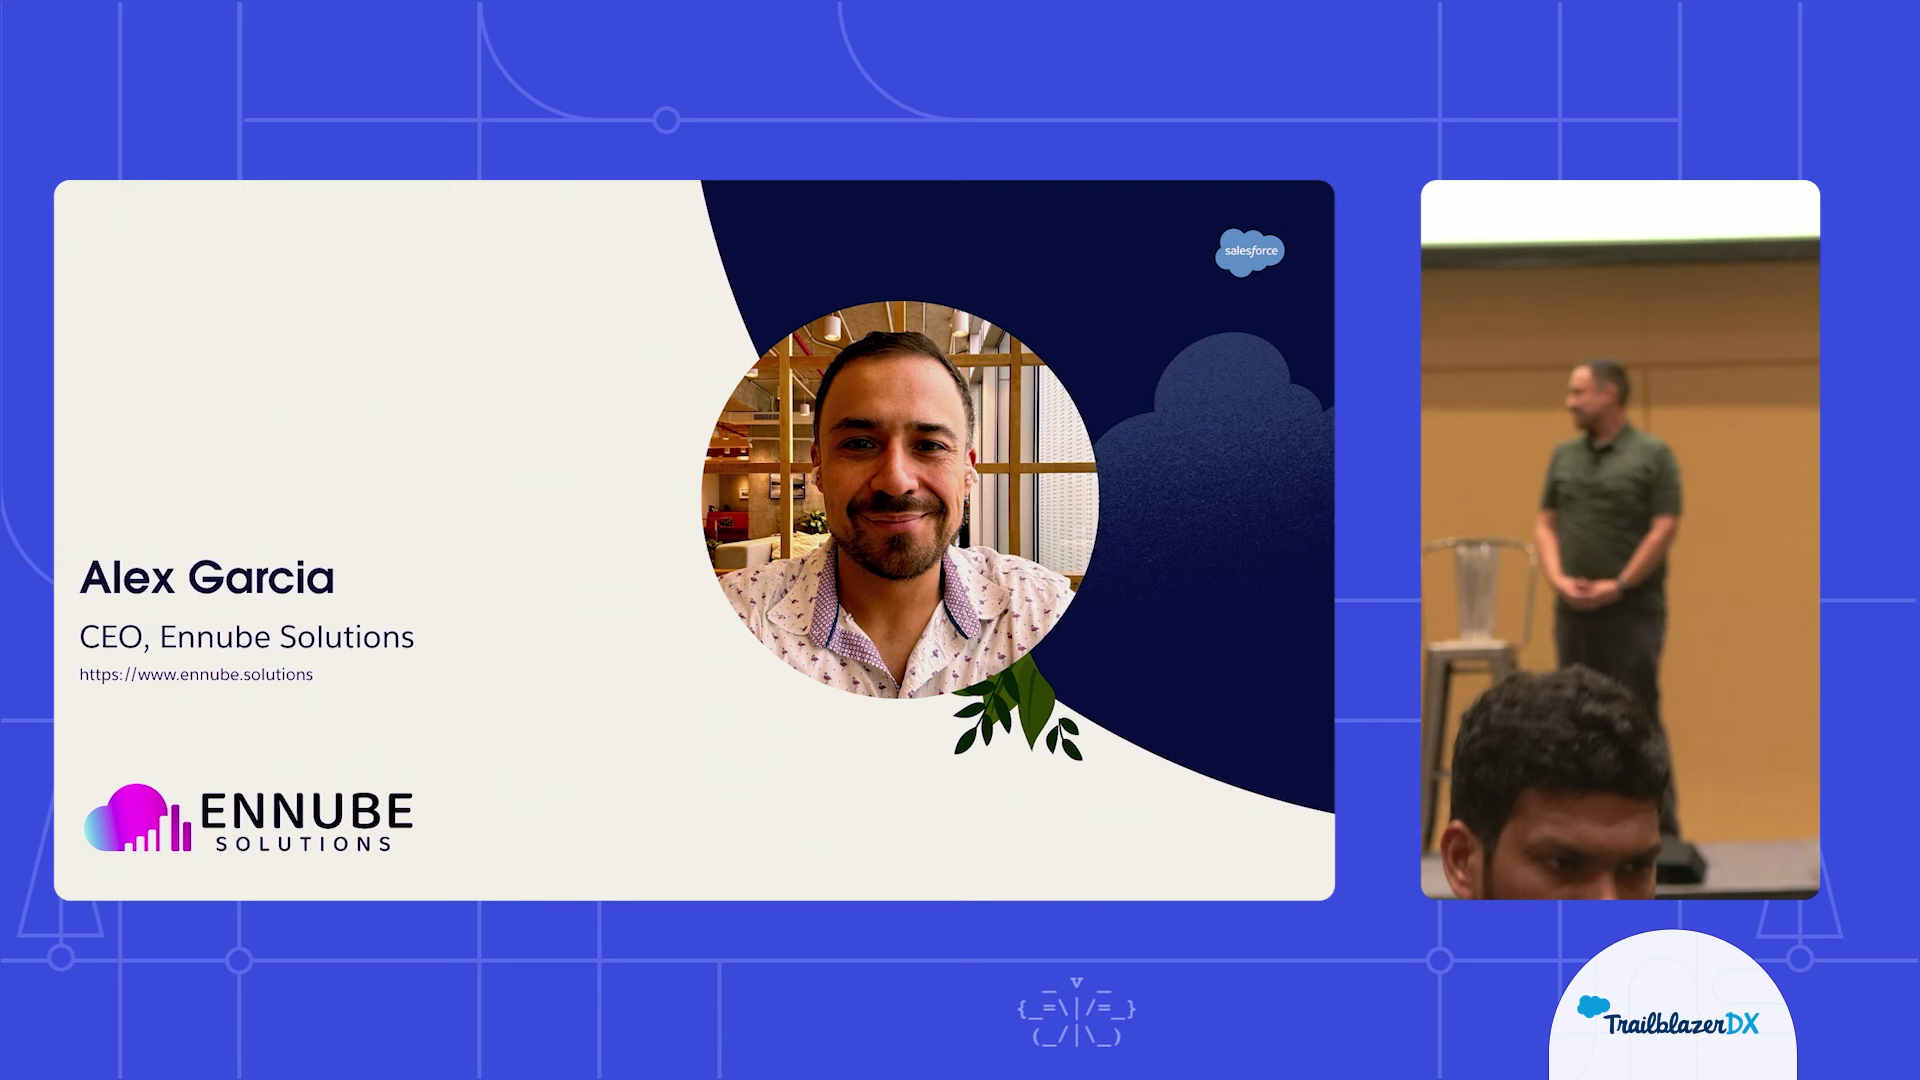 salesforce
Alex Garcia
CEO, Ennube Solutions
https://www.ennube.solutions
ENNUBE
SOLUTIONS
TrailblazerDX